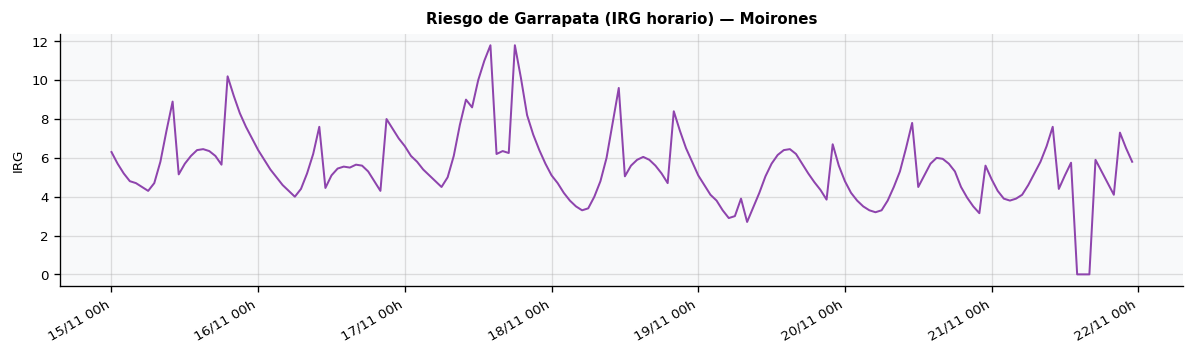 Riesgo de Garrapata (IRG horario) — Moirones
IRG
12
10
8
6
4
2
0
15/11 00h
16/11 00h
17/11 00h
18/11 00h
19/11 00h
20/11 00h
21/11 00h
22/11 00h